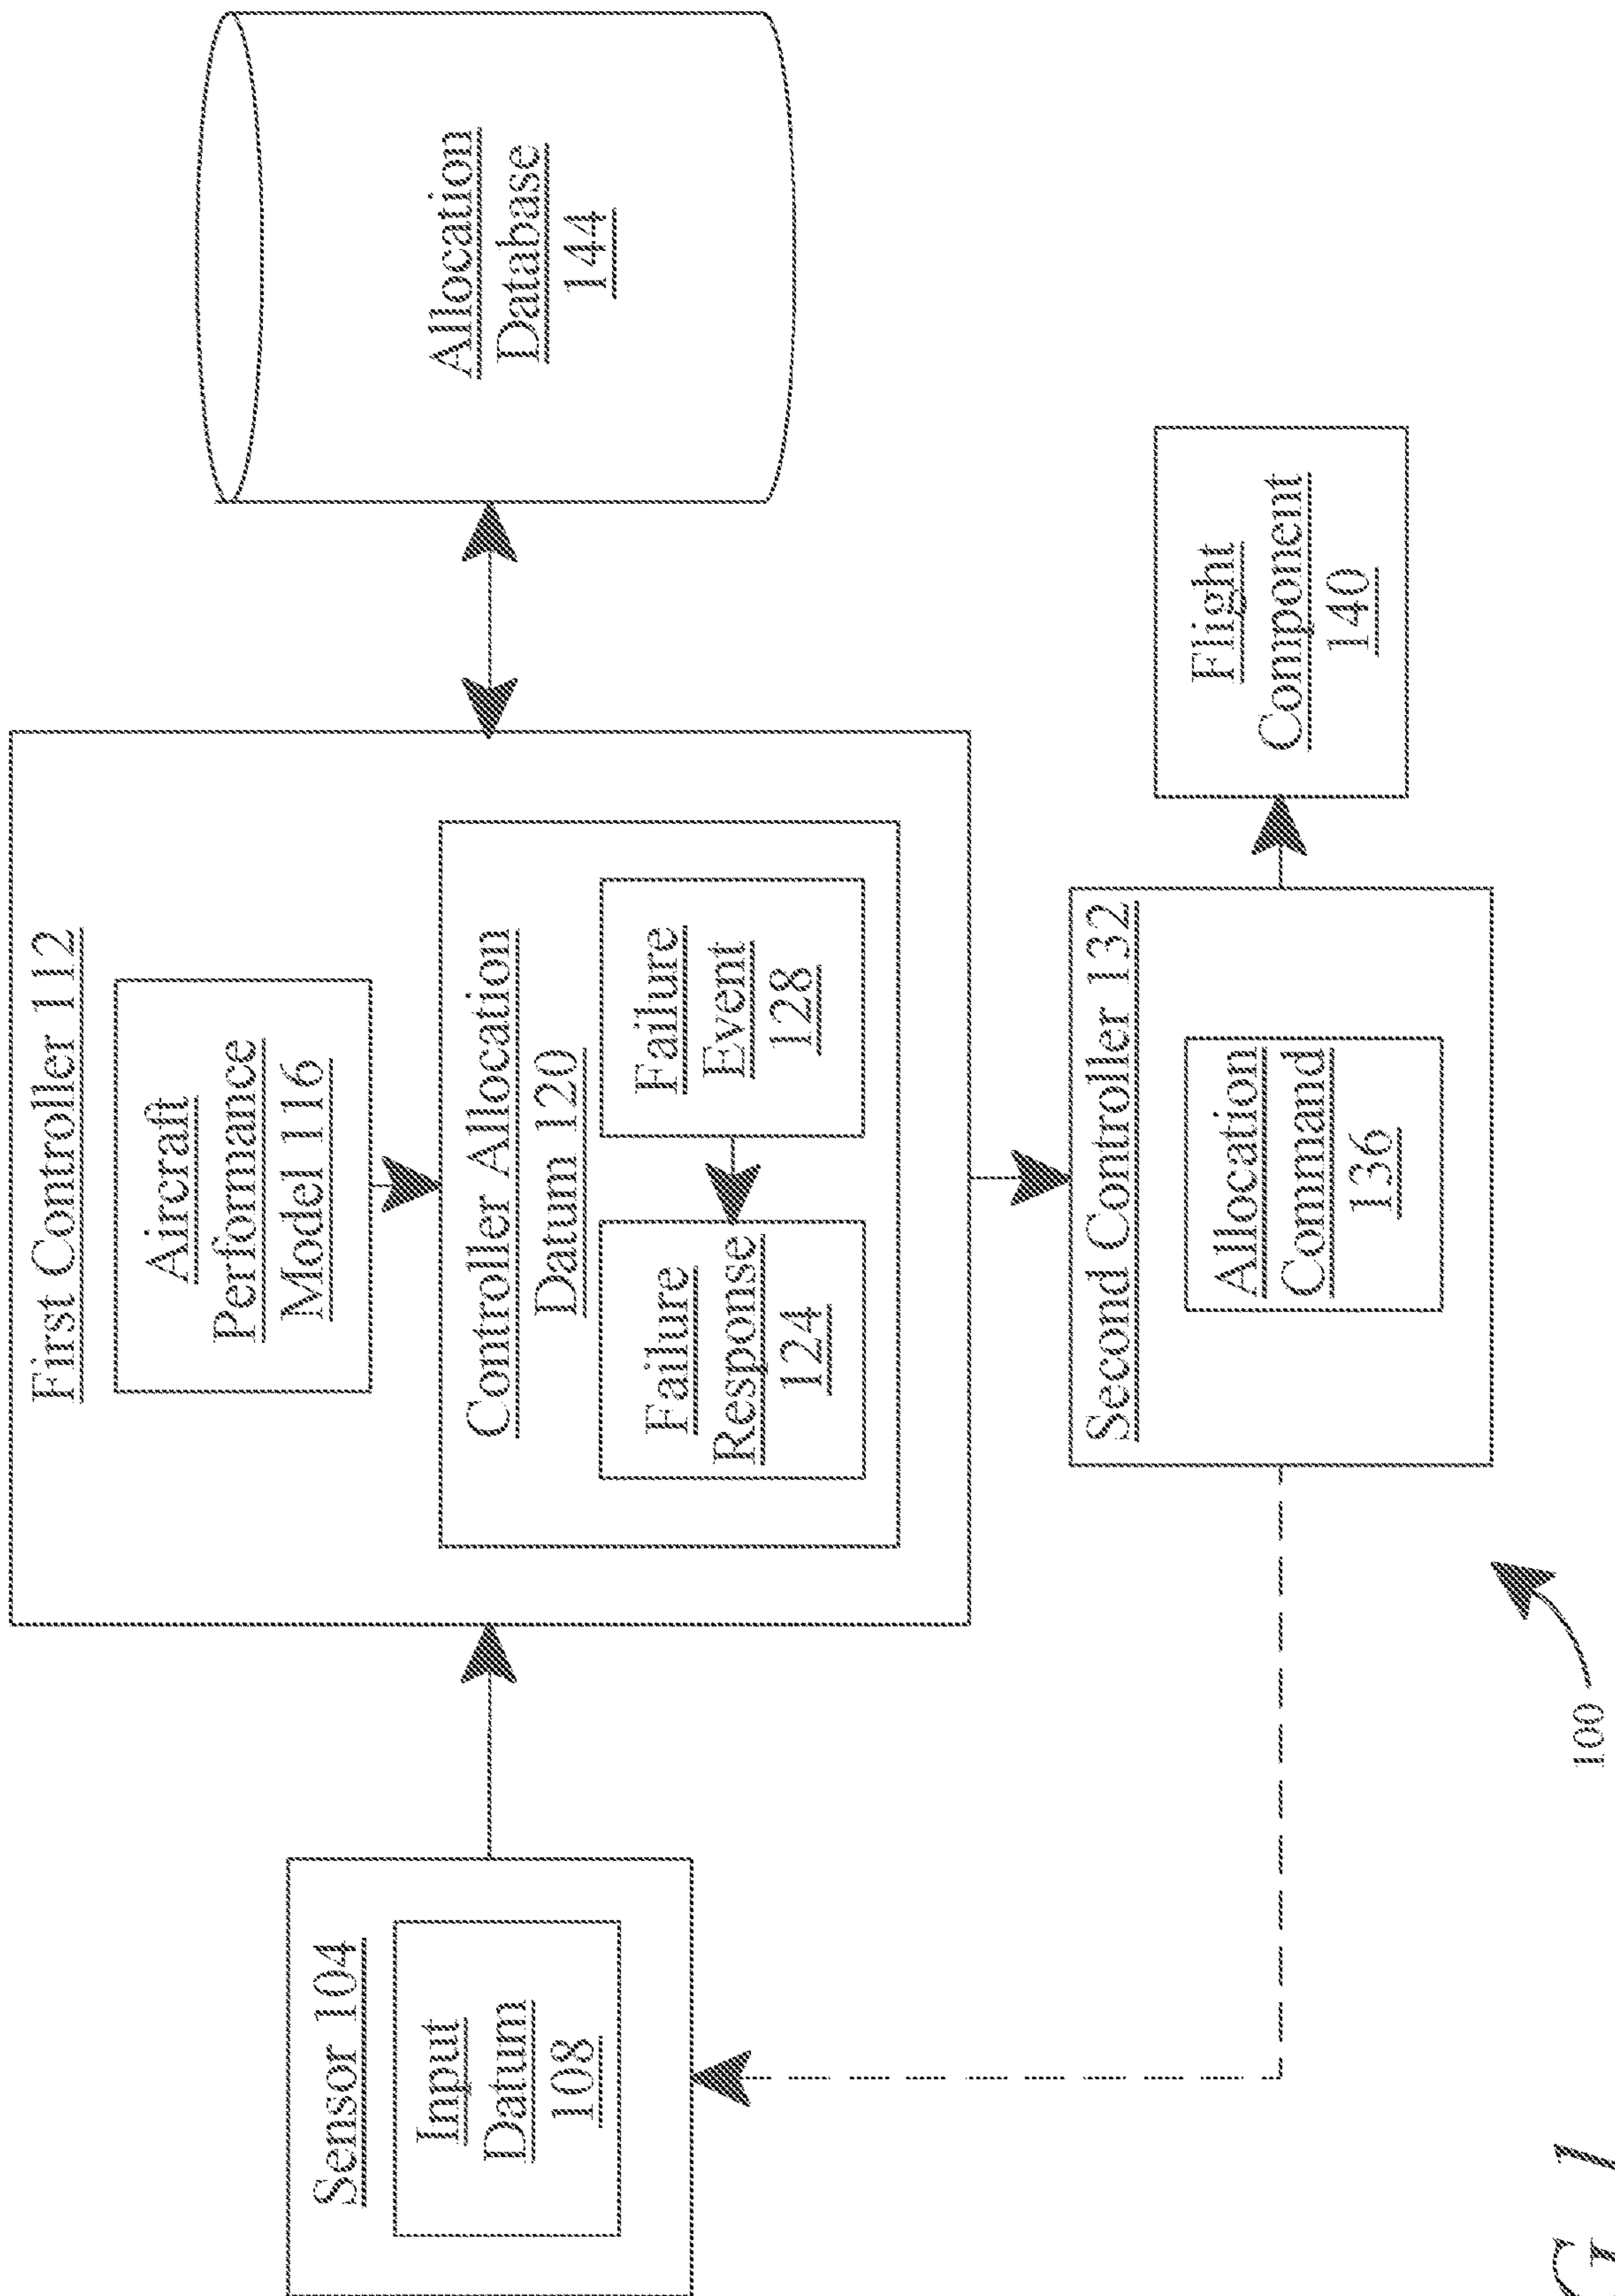 First Controller 112
Aircraft
Performance
Model 116
Controller Allocation
Datum 120
Failure
Response
124
Failure
Event
128
Sensor 104
Input
Datum
108
Allocation
Database
144
Second Controller 132
Allocation
Command
136
Flight
Component
140
100